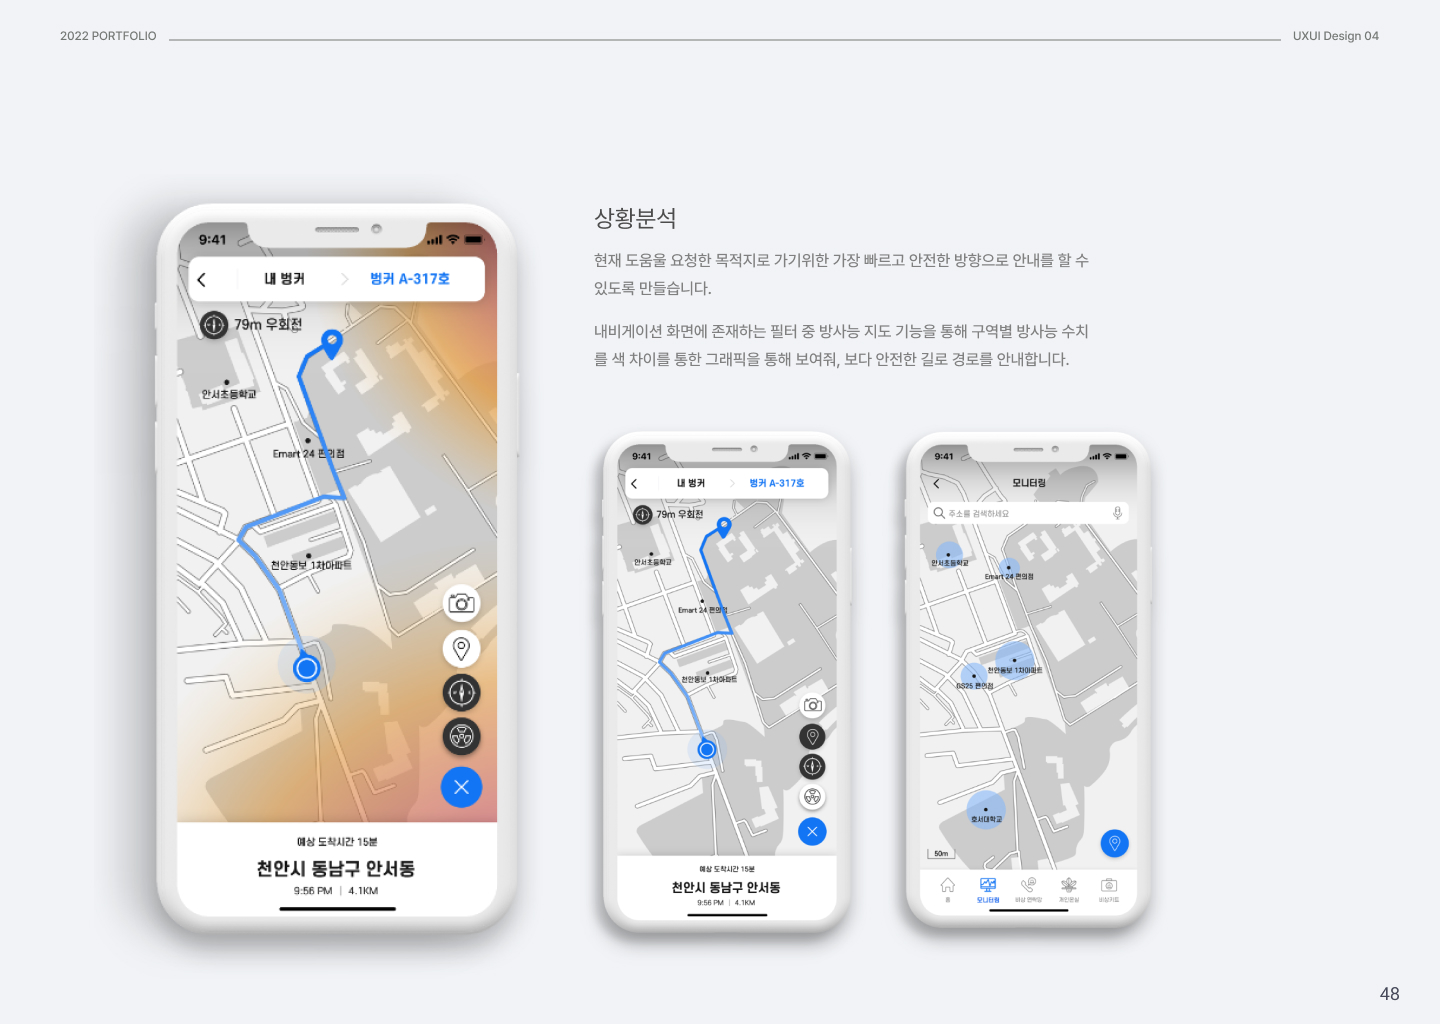 2022 PORTFOLIO
UXUI Design 04
상황분석
현재 도움울 요청한 목적지로 가기위한 가장 빠르고 안전한 방향으로 안내를 할 수
있도록 만들습니다.
내비게이션 화면에 존재하는 필터 중 방사능 지도 기능을 통해 구역별 방사능 수치
를 색 차이를 통한 그래픽을 통해 보여줘, 보다 안전한 길로 경로를 안내합니다.
9:41
내 벙커
벙커 A-317호
79m 우회전
안서초등학교
Emart 24 편의점
천안동보 1차아파트
예상 도착시간 15분
천안시 동남구 안서동
9:56 PM | 4.1KM
9:41
내 벙커
벙커 A-317호
79m 우회전
안서초등학교
Emart 24 편의점
천안동보 1차아파트
예상 도착시간 15분
천안시 동남구 안서동
9:56 PM | 4.1KM
9:41
모니터링
주소를 검색하세요
안서초등학교
Emart 24 편의점
천안동보 1차아파트
GS25 편의점
호서대학교
50m
홈
모니터링
비상 연락망
비상키트
48